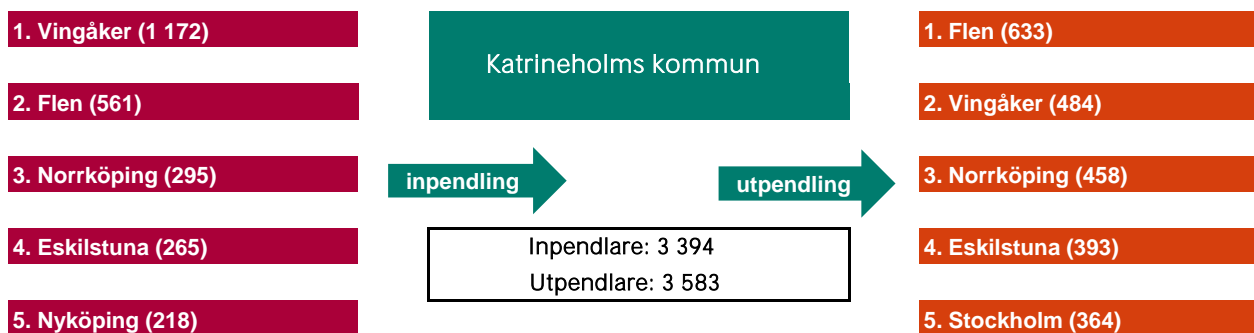 1. Vingåker (1 172)
2. Flen (561)
3. Norrköping (295)
4. Eskilstuna (265)
5. Nyköping (218)
Katrineholms kommun
inpendling
utpendling
Inpendlare: 3 394
Utpendlare: 3 583
1. Flen (633)
2. Vingåker (484)
3. Norrköping (458)
4. Eskilstuna (393)
5. Stockholm (364)